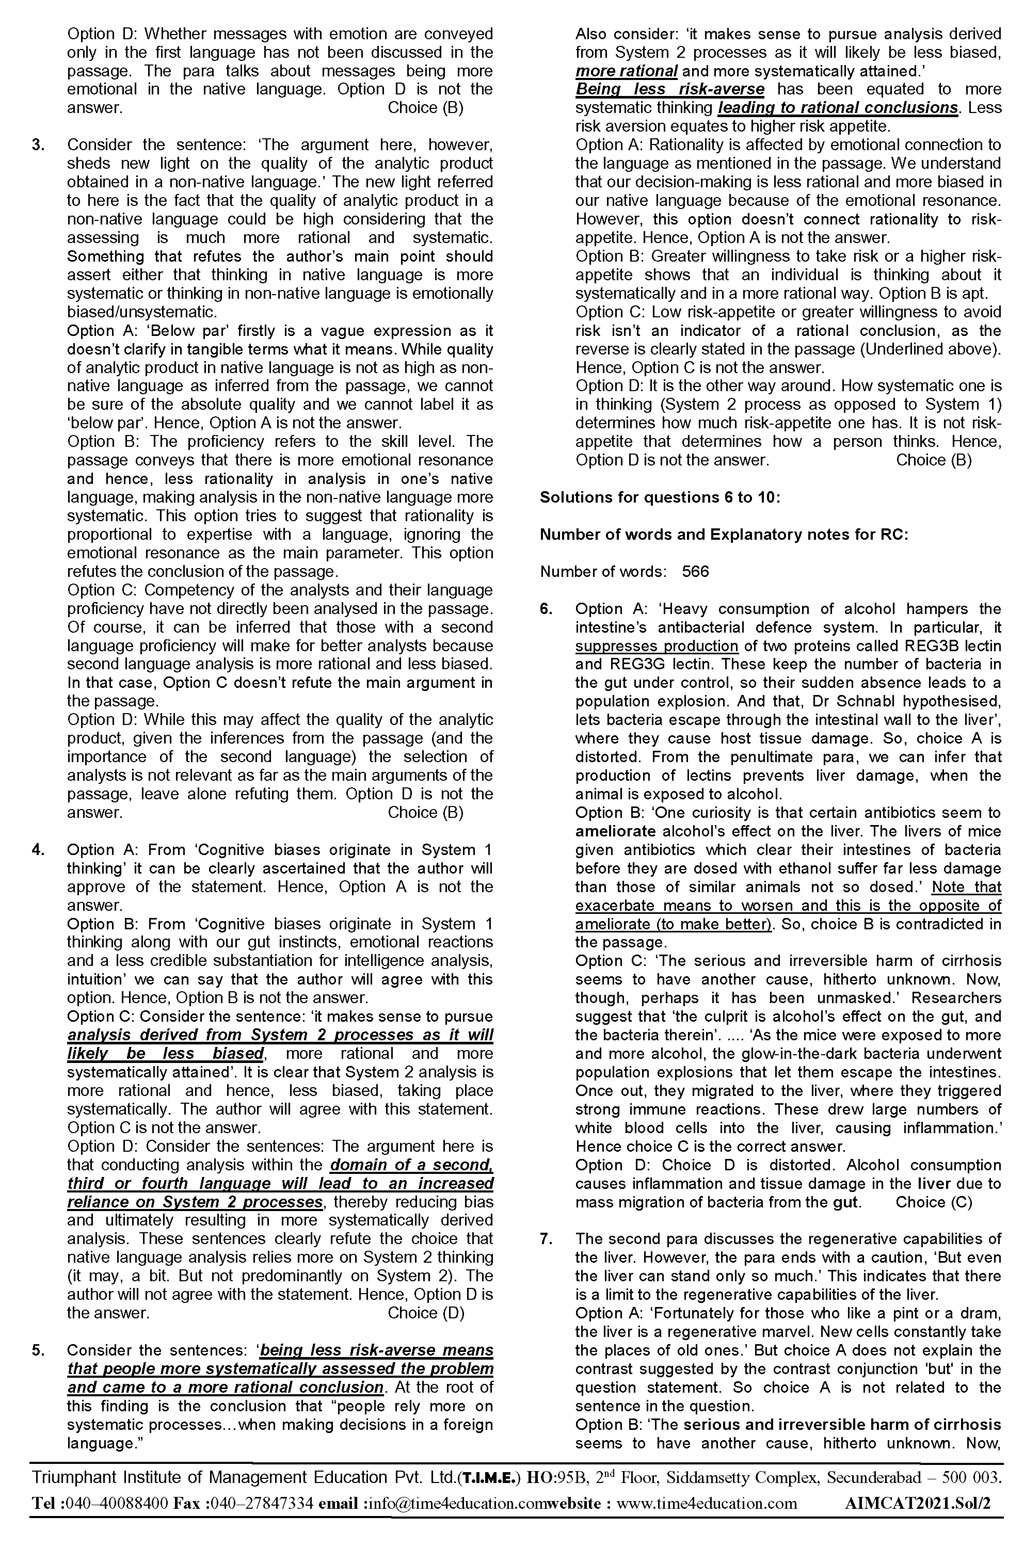 Option D: Whether messages with emotion are conveyed
only in the first language has not been discussed in the
passage. The para talks about messages being more
emotional in the native language. Option D is not the
answer. Choice (B)
3. Consider the sentence: ‘The argument here, however,
sheds new light on the quality of the analytic product
obtained in a non-native language.’ The new light referred
to here is the fact that the quality of analytic product in a
non-native language could be high considering that the
assessing is much more rational and systematic.
Something that refutes the author’s main point should
assert either that thinking in native language is more
systematic or thinking in non-native language is emotionally
biased/unsystematic.
Option A: ‘Below par’ firstly is a vague expression as it
doesn’t clarify in tangible terms what it means. While quality
of analytic product in native language is not as high as non-
native language as inferred from the passage, we cannot
be sure of the absolute quality and we cannot label it as
‘below par’. Hence, Option A is not the answer.
Option B: The proficiency refers to the skill level. The
passage conveys that there is more emotional resonance
and hence, less rationality in analysis in one’s native
language, making analysis in the non-native language more
systematic. This option tries to suggest that rationality is
proportional to expertise with a language, ignoring the
emotional resonance as the main parameter. This option
refutes the conclusion of the passage.
Option C: Competency of the analysts and their language
proficiency have not directly been analysed in the passage.
Of course, it can be inferred that those with a second
language proficiency will make for better analysts because
second language analysis is more rational and less biased.
In that case, Option C doesn’t refute the main argument in
the passage.
Option D: While this may affect the quality of the analytic
product, given the inferences from the passage (and the
importance of the second language) the selection of
analysts is not relevant as far as the main arguments of the
passage, leave alone refuting them. Option D is not the
answer. Choice (B)
4. Option A: From ‘Cognitive biases originate in System 1
thinking’ it can be clearly ascertained that the author will
approve of the statement. Hence, Option A is not the
answer.
Option B: From ‘Cognitive biases originate in System 1
thinking along with our gut instincts, emotional reactions
and a less credible substantiation for intelligence analysis,
intuition’ we can say that the author will agree with this
option. Hence, Option B is not the answer.
Option C: Consider the sentence: ‘it makes sense to pursue
analysis derived from System 2 processes as it will
likely be less biased, more rational and more
systematically attained’. It is clear that System 2 analysis is
more rational and hence, less biased, taking place
systematically. The author will agree with this statement.
Option C is not the answer.
Option D: Consider the sentences: The argument here is
that conducting analysis within the domain of a second,
third or fourth language will lead to an increased
reliance on System 2 processes, thereby reducing bias
and ultimately resulting in more systematically derived
analysis. These sentences clearly refute the choice that
native language analysis relies more on System 2 thinking
(it may, a bit. But not predominantly on System 2). The
author will not agree with the statement. Hence, Option D is
the answer. Choice (D)
5. Consider the sentences: ‘being less risk-averse means
that people more systematically assessed the problem
and came to a more rational conclusion. At the root of
this finding is the conclusion that “people rely more on
systematic processes...when making decisions in a foreign
language.”
Also consider: ‘it makes sense to pursue analysis derived
from System 2 processes as it will likely be less biased,
more rational and more systematically attained.’
Being less risk-averse has been equated to more
systematic thinking leading to rational conclusions. Less
risk aversion equates to higher risk appetite.
Option A: Rationality is affected by emotional connection to
the language as mentioned in the passage. We understand
that our decision-making is less rational and more biased in
our native language because of the emotional resonance.
However, this option doesn’t connect rationality to risk-
appetite. Hence, Option A is not the answer.
Option B: Greater willingness to take risk or a higher risk-
appetite shows that an individual is thinking about it
systematically and in a more rational way. Option B is apt.
Option C: Low risk-appetite or greater willingness to avoid
risk isn’t an indicator of a rational conclusion, as the
reverse is clearly stated in the passage (Underlined above).
Hence, Option C is not the answer.
Option D: It is the other way around. How systematic one is
in thinking (System 2 process as opposed to System 1)
determines how much risk-appetite one has. It is not risk-
appetite that determines how a person thinks. Hence,
Option D is not the answer. Choice (B)
Solutions for questions 6 to 10:
Number of words and Explanatory notes for RC:
Number of words: 566
6. Option A: ‘Heavy consumption of alcohol hampers the
intestine’s antibacterial defence system. In particular, it
suppresses production of two proteins called REG3B lectin
and REG3G lectin. These keep the number of bacteria in
the gut under control, so their sudden absence leads to a
population explosion. And that, Dr Schnabl hypothesised,
lets bacteria escape through the intestinal wall to the liver’,
where they cause host tissue damage. So, choice A is
distorted. From the penultimate para, we can infer that
production of lectins prevents liver damage, when the
animal is exposed to alcohol.
Option B: ‘One curiosity is that certain antibiotics seem to
ameliorate alcohol’s effect on the liver. The livers of mice
given antibiotics which clear their intestines of bacteria
before they are dosed with ethanol suffer far less damage
than those of similar animals not so dosed.’ Note that
exacerbate means to worsen and this is the opposite of
ameliorate (to make better). So, choice B is contradicted in
the passage.
Option C: ‘The serious and irreversible harm of cirrhosis
seems to have another cause, hitherto unknown. Now,
though, perhaps it has been unmasked.’ Researchers
suggest that ‘the culprit is alcohol’s effect on the gut, and
the bacteria therein’. .... ‘As the mice were exposed to more
and more alcohol, the glow-in-the-dark bacteria underwent
population explosions that let them escape the intestines.
Once out, they migrated to the liver, where they triggered
strong immune reactions. These drew large numbers of
white blood cells into the liver, causing inflammation.’
Hence choice C is the correct answer.
Option D: Choice D is distorted. Alcohol consumption
causes inflammation and tissue damage in the liver due to
mass migration of bacteria from the gut. Choice (C)
7. The second para discusses the regenerative capabilities of
the liver. However, the para ends with a caution, ‘But even
the liver can stand only so much.’ This indicates that there
is a limit to the regenerative capabilities of the liver.
Option A: ‘Fortunately for those who like a pint or a dram,
the liver is a regenerative marvel. New cells constantly take
the places of old ones.’ But choice A does not explain the
contrast suggested by the contrast conjunction 'but' in the
question statement. So choice A is not related to the
sentence in the question.
Option B: ‘The serious and irreversible harm of cirrhosis
seems to have another cause, hitherto unknown. Now,
Triumphant Institute of Management Education Pvt. Ltd.(T.I.M.E.) HO:95B, 2nd Floor, Siddamsetty Complex, Secunderabad – 500 003.
Tel :040–40088400 Fax :040–27847334 email :info@time4education.comwebsite : www.time4education.com AIMCAT2021.Sol/2